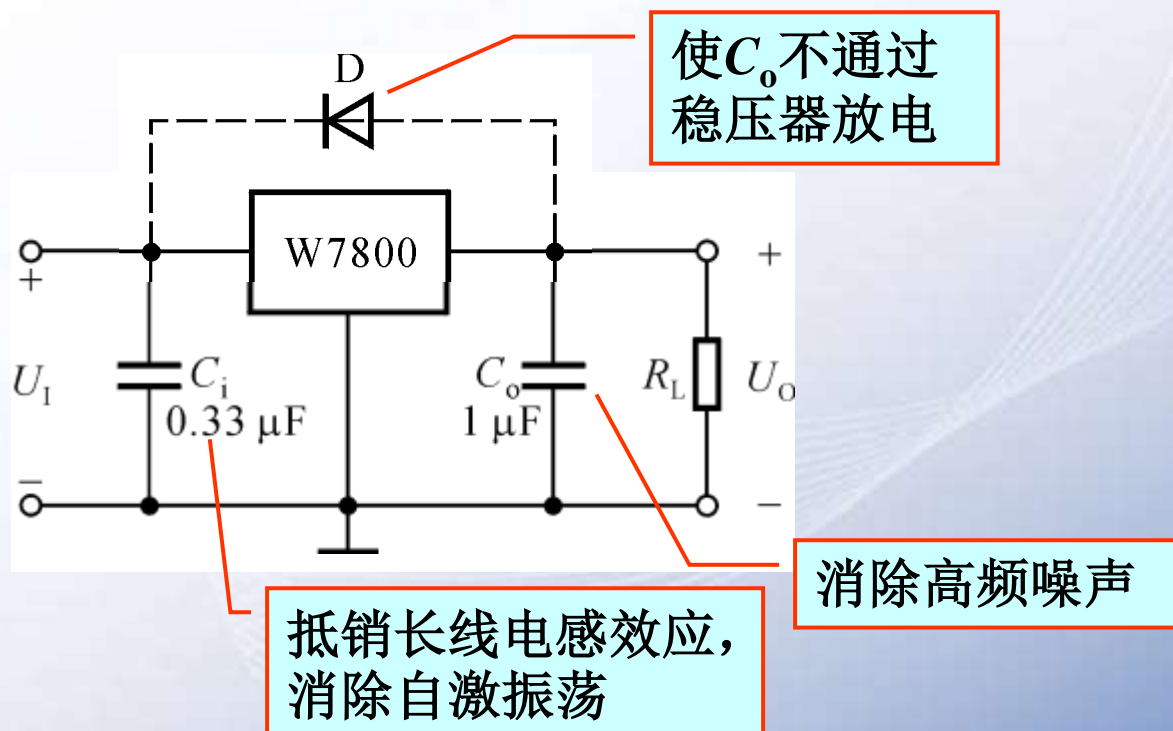 使Co不通过
稳压器放电
D
W7800
+
+
UI
Ci
0.33 μF
Co
1 μF
RL
UO
−
−
消除高频噪声
抵销长线电感效应，
消除自激振荡